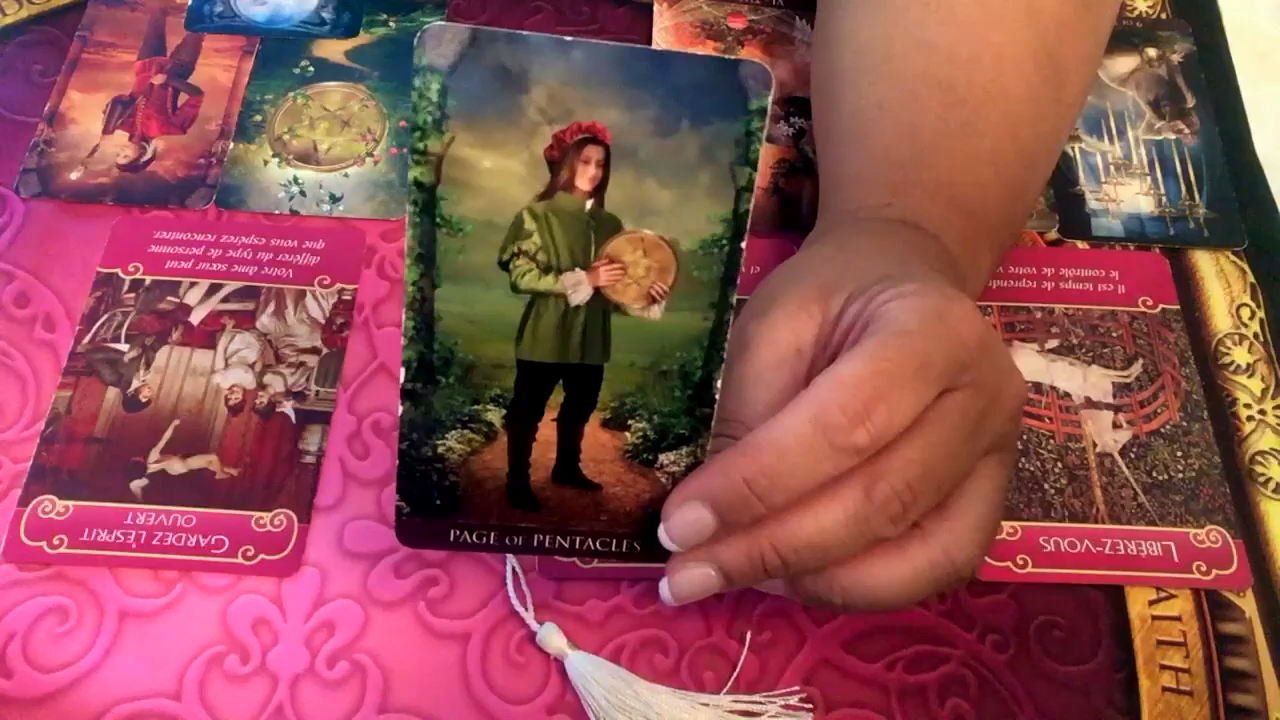 Votre âme sœur peut
différer du type de personne
que vous espérez rencontrer.
GARDEZ L'ESPRIT
OUVERT
PAGE OF PENTACLES
Il est temps de reprendre
le contrôle de votre
LIBÉREZ-VOUS
AITH